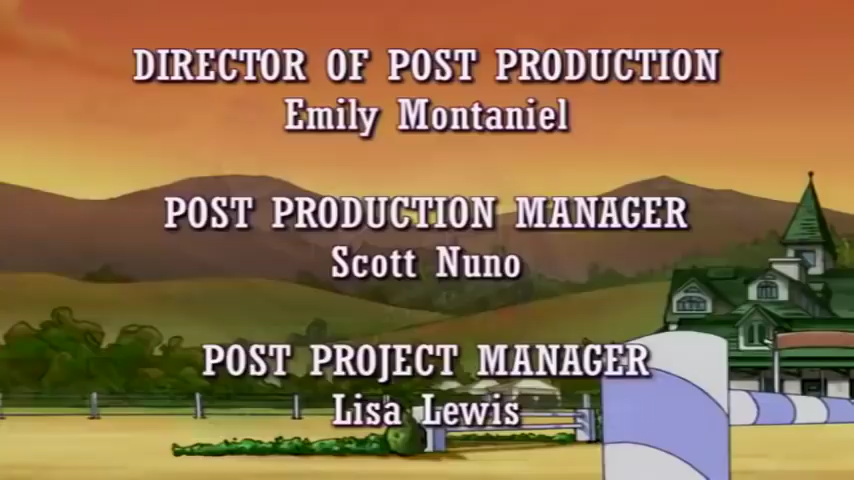 DIRECTOR OF POST PRODUCTION
Emily Montaniel
POST PRODUCTION MANAGER
Scott Nuno
POST PROJECT MANAGER
Lisa Lewis